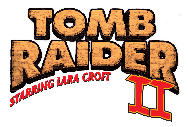 TOMB
RAIDER
STARRING LARA CROFT
II